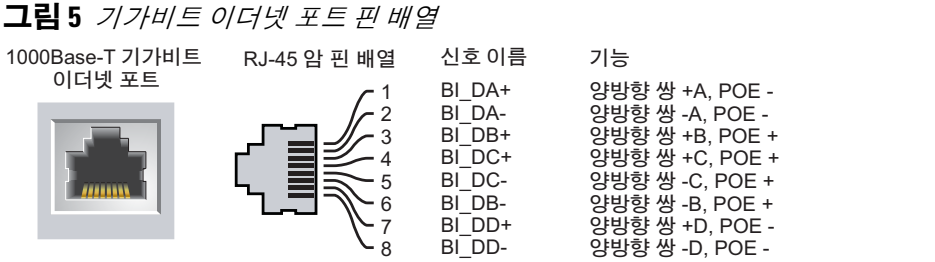 그림 5 기가비트 이더넷 포트 핀 배열
1000Base-T 기가비트
이더넷 포트
RJ-45 암 핀 배열 신호 이름 기능
1 BI_DA+ 양방향 쌍 +A, POE -
2 BI_DA- 양방향 쌍 -A, POE -
3 BI_DB+ 양방향 쌍 +B, POE +
4 BI_DC+ 양방향 쌍 +C, POE +
5 BI_DC- 양방향 쌍 -C, POE +
6 BI_DB- 양방향 쌍 -B, POE +
7 BI_DD+ 양방향 쌍 +D, POE -
8 BI_DD- 양방향 쌍 -D, POE -